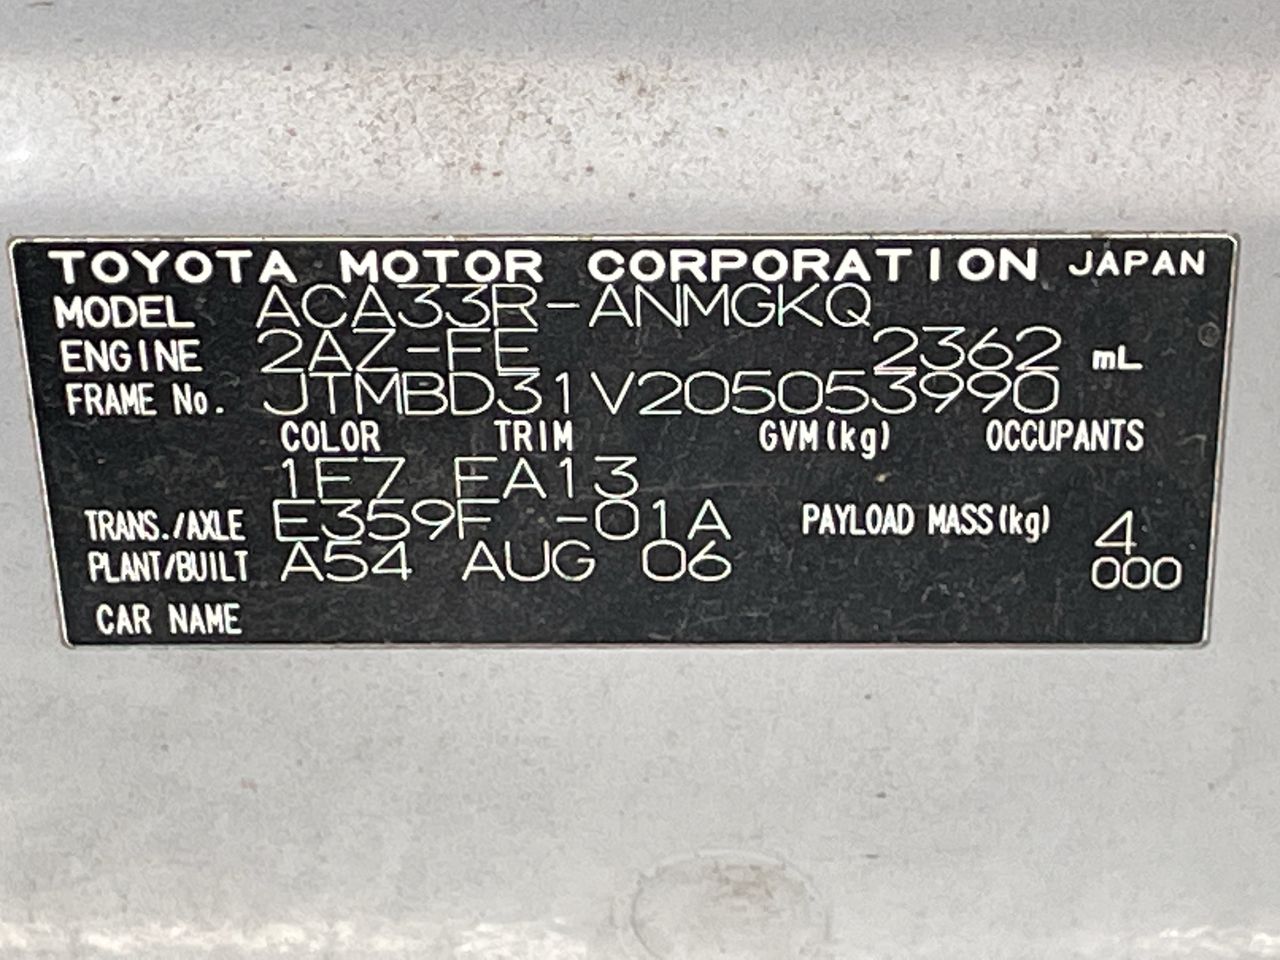 TOYOTA MOTOR CORPORATION JAPAN
MODEL ACA33R-ANMGKQ
ENGINE 2AZ-FE 2362 mL
FRAME No. JTMBD31V205053990
COLOR TRIM GVM(kg) OCCUPANTS
1E7 FA13
TRANS./AXLE E359F -01A PAYLOAD MASS(kg) 4
PLANT/BUILT A54 AUG 06 000
CAR NAME